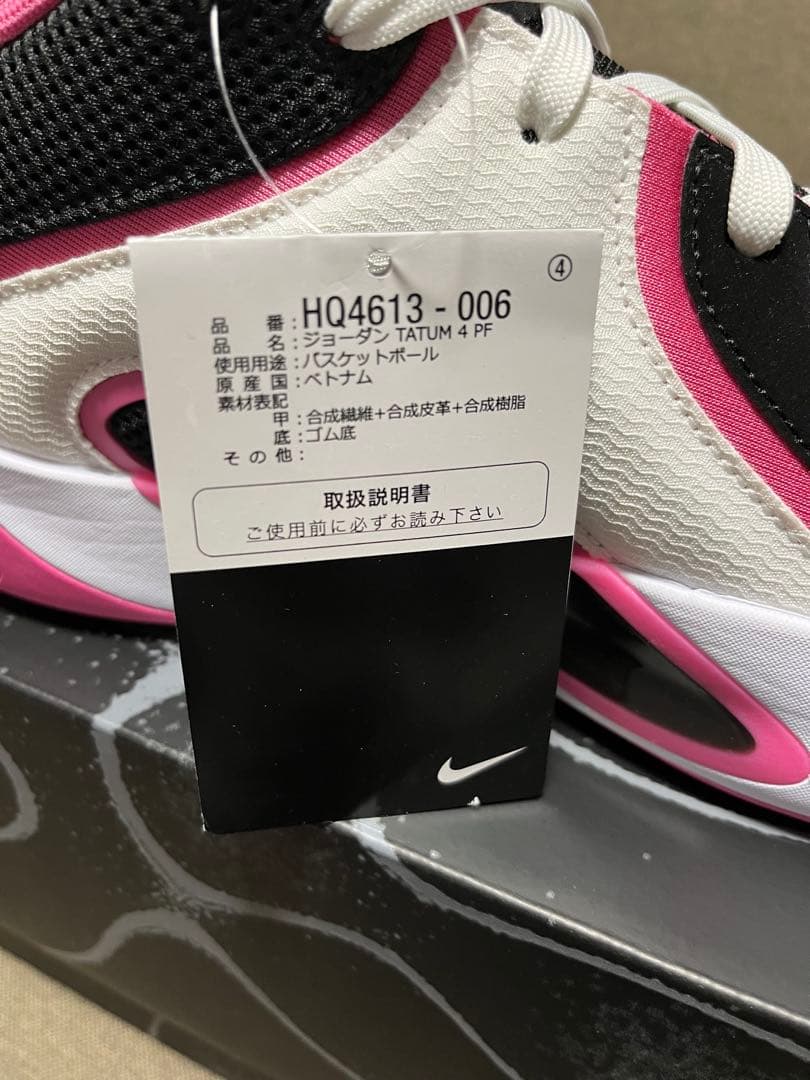 ④
品 番:HQ4613 - 006
品 名:ジョーダン TATUM 4 PF
使用用途:バスケットボール
原産国:ベトナム
素材表記
甲:合成繊維+合成皮革+合成樹脂
底:ゴム底
その他:
取扱説明書
ご使用前に必ずお読み下さい